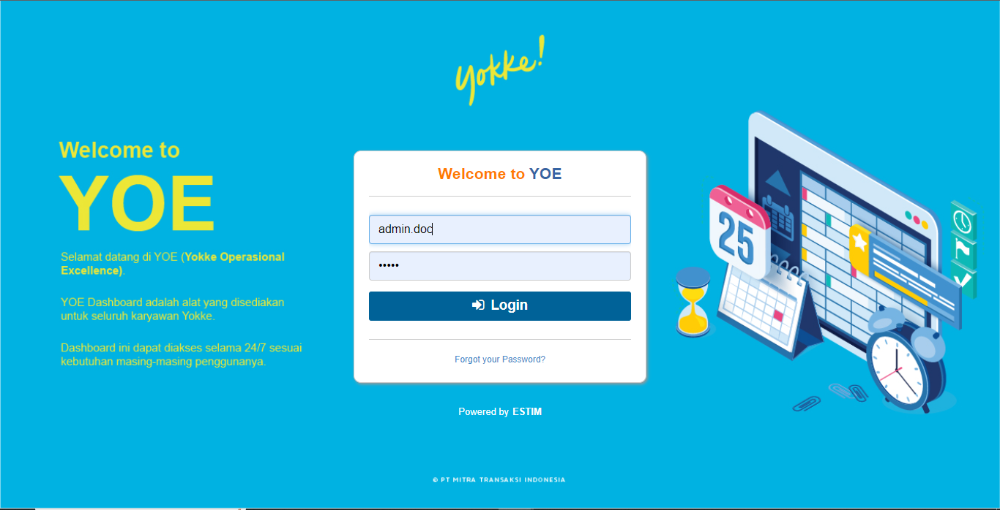 yokke!
Welcome to
YOE
Selamat datang di YOE (Yokke Operasional
Excellence).
YOE Dashboard adalah alat yang disediakan
untuk seluruh karyawan Yokke.
Dashboard ini dapat diakses selama 24/7 sesuai
kebutuhan masing-masing penggunanya.
Welcome to YOE
admin.doc
•••••
Login
Forgot your Password?
Powered by ESTIM
25
© PT MITRA TRANSAKSI INDONESIA